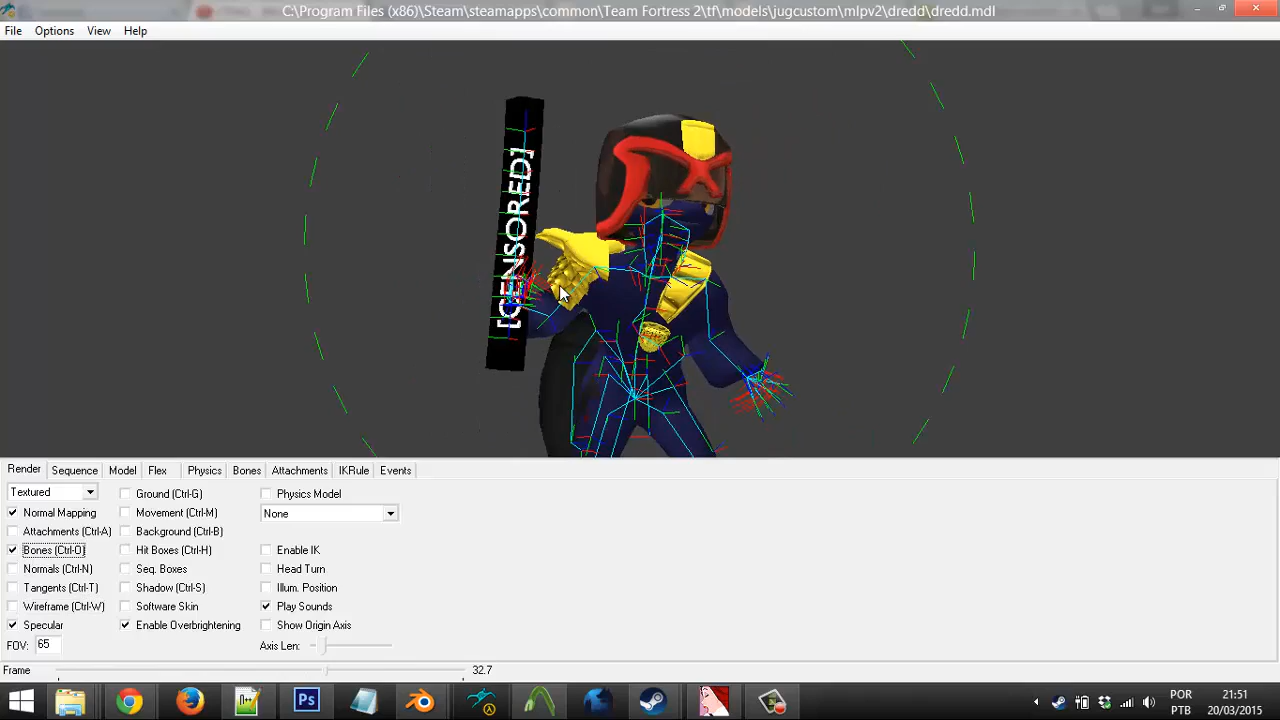 C:\Program Files (x86)\Steam\steamapps\common\Team Fortress 2\tf\models\jugcustom\mlpv2\dredd\dredd.mdl
File Options View Help
[CENSORED]
Render Sequence Model Flex Physics Bones Attachments IKRule Events
Textured Ground (Ctrl-G) Physics Model
Normal Mapping Movement (Ctrl-M) None
Attachments (Ctrl-A) Background (Ctrl-B)
Bones (Ctrl-O) Hit Boxes (Ctrl-H) Enable IK
Normals (Ctrl-N) Seq. Boxes Head Turn
Tangents (Ctrl-T) Shadow (Ctrl-S) Illum. Position
Wireframe (Ctrl-W) Software Skin Play Sounds
Specular Enable Overbrightening Show Origin Axis
FOV: 65 Axis Len:
Frame 32.7
Ps
POR 21:51
PTB 20/03/2015